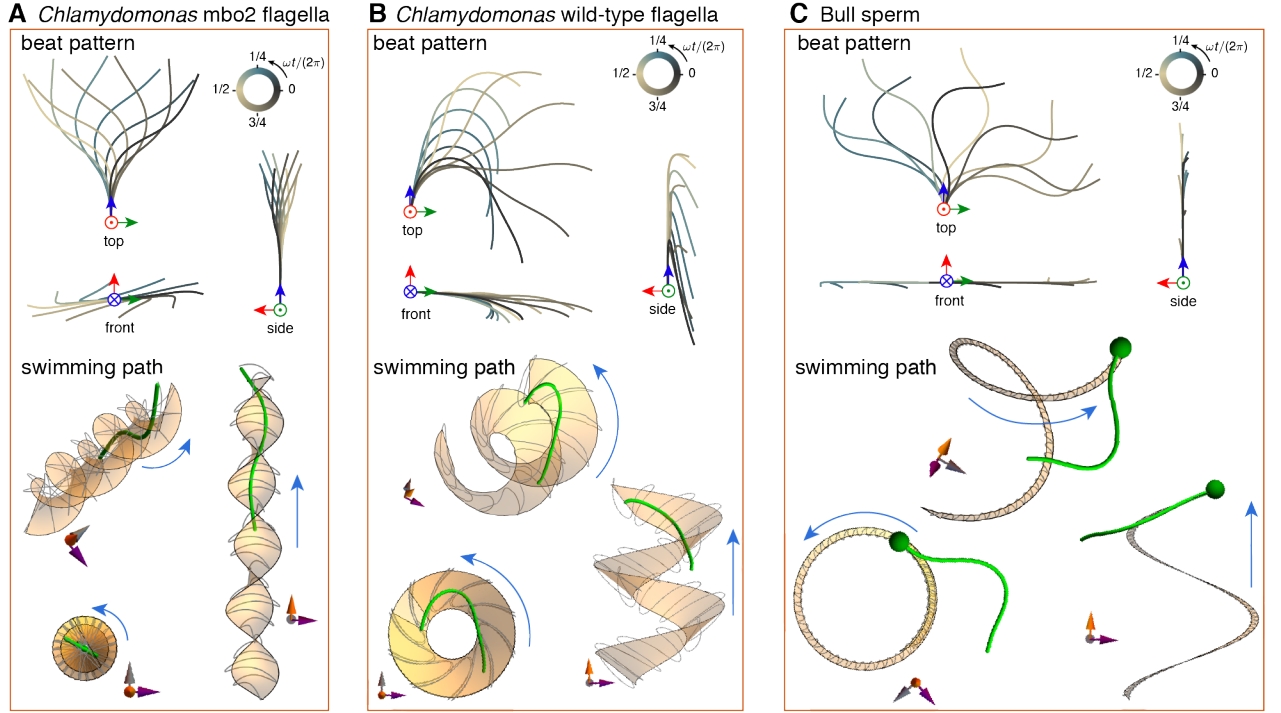 A Chlamydomonas mbo2 flagella
beat pattern
1/4
ωt/(2π)
1/2
0
3/4
top
front
side
swimming path
B Chlamydomonas wild-type flagella
beat pattern
1/4
ωt/(2π)
1/2
0
3/4
top
front
side
swimming path
C Bull sperm
beat pattern
1/4
ωt/(2π)
1/2
0
3/4
top
front
side
swimming path